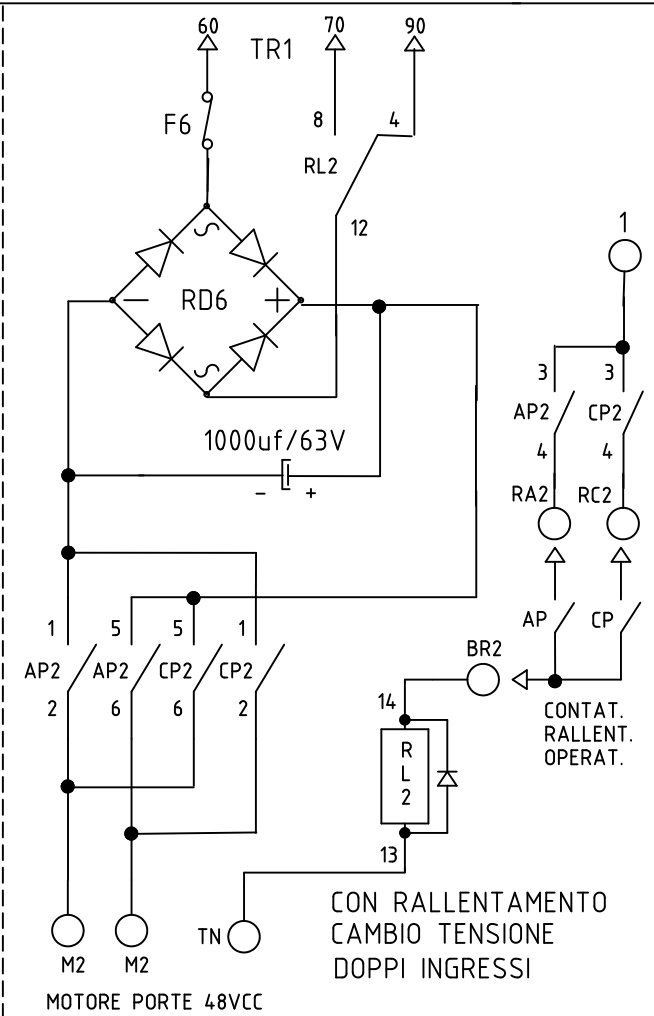 60 70 90
TR1
F6
8 4
RL2
12
1
− RD6 +
3 3
AP2 CP2
4 4
1000uf/63V
- +
RA2 RC2
1 5 5 1
AP2 AP2 CP2 CP2
2 6 6 2
AP CP
BR2
14
CONTAT.
RALLENT.
OPERAT.
R
L
2
13
TN
CON RALLENTAMENTO
CAMBIO TENSIONE
DOPPI INGRESSI
M2 M2
MOTORE PORTE 48VCC